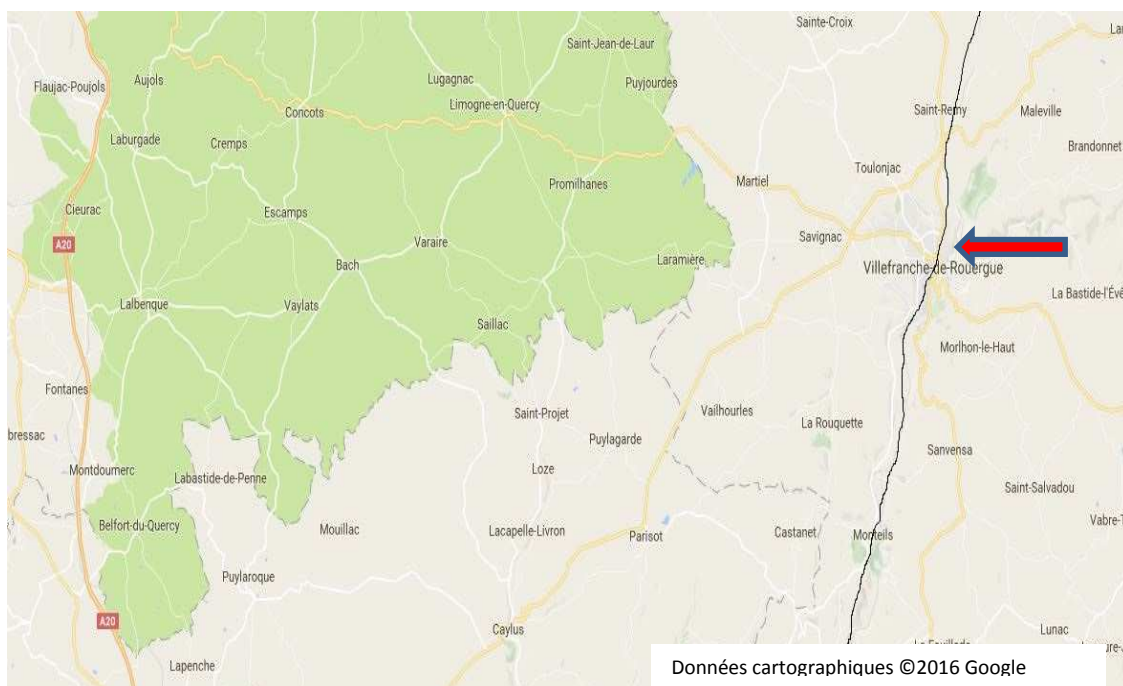 Sainte-Croix
Saint-Jean-de-Laur
Lugagnac
Puyjourdes
Aujols
Flaujac-Poujols
Limogne-en-Quercy
Concots
Saint-Remy
Maleville
Laburgade
Cremps
Brandonnet
Toulonjac
Martiel
Promilhanes
Cieurac
Escamps
A20
Varaire
Savignac
Laramière
Bach
Villefranche-de-Rouergue
Lalbenque
Vaylats
La Bastide-l'Évê
Saillac
Morlhon-le-Haut
Fontanes
Saint-Projet
Vailhourles
La Rouquette
bressac
Puylagarde
Sanvensa
Montdoumerc
Labastide-de-Penne
Loze
Saint-Salvadou
Belfort-du-Quercy
Mouillac
Lacapelle-Livron
Parisot
Castanet
Monteils
Vabre-T
Puylaroque
A20
Caylus
Lunac
Lapenche
Données cartographiques ©2016 Google